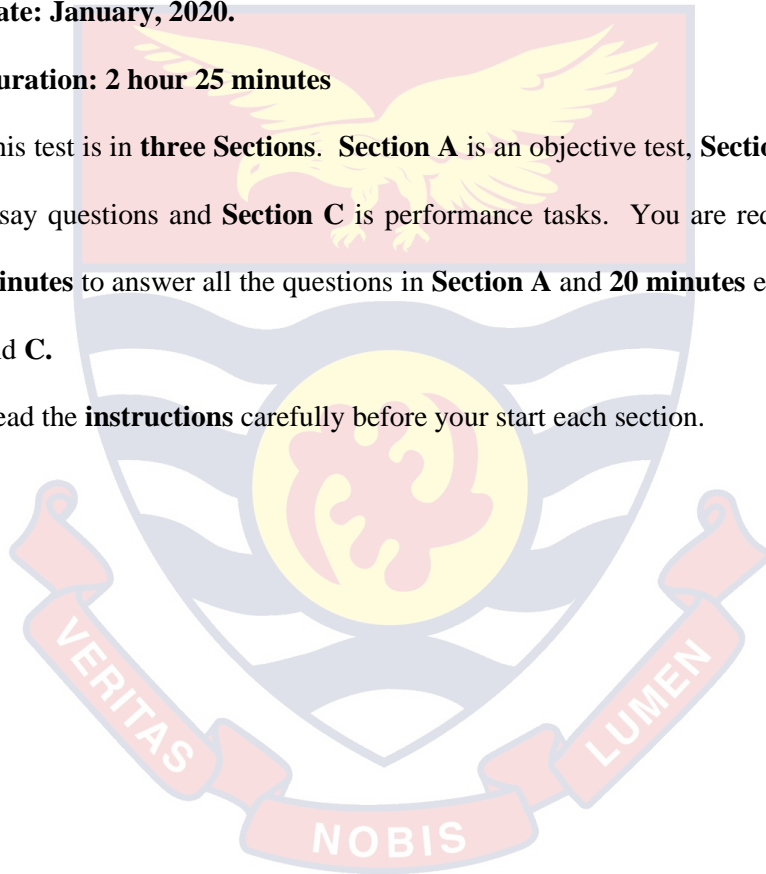 ate: January, 2020.
uration: 2 hour 25 minutes
his test is in three Sections. Section A is an objective test, Sectio
say questions and Section C is performance tasks. You are rec
inutes to answer all the questions in Section A and 20 minutes e
d C.
ead the instructions carefully before your start each section.
VERITAS
NOBIS
LUMEN